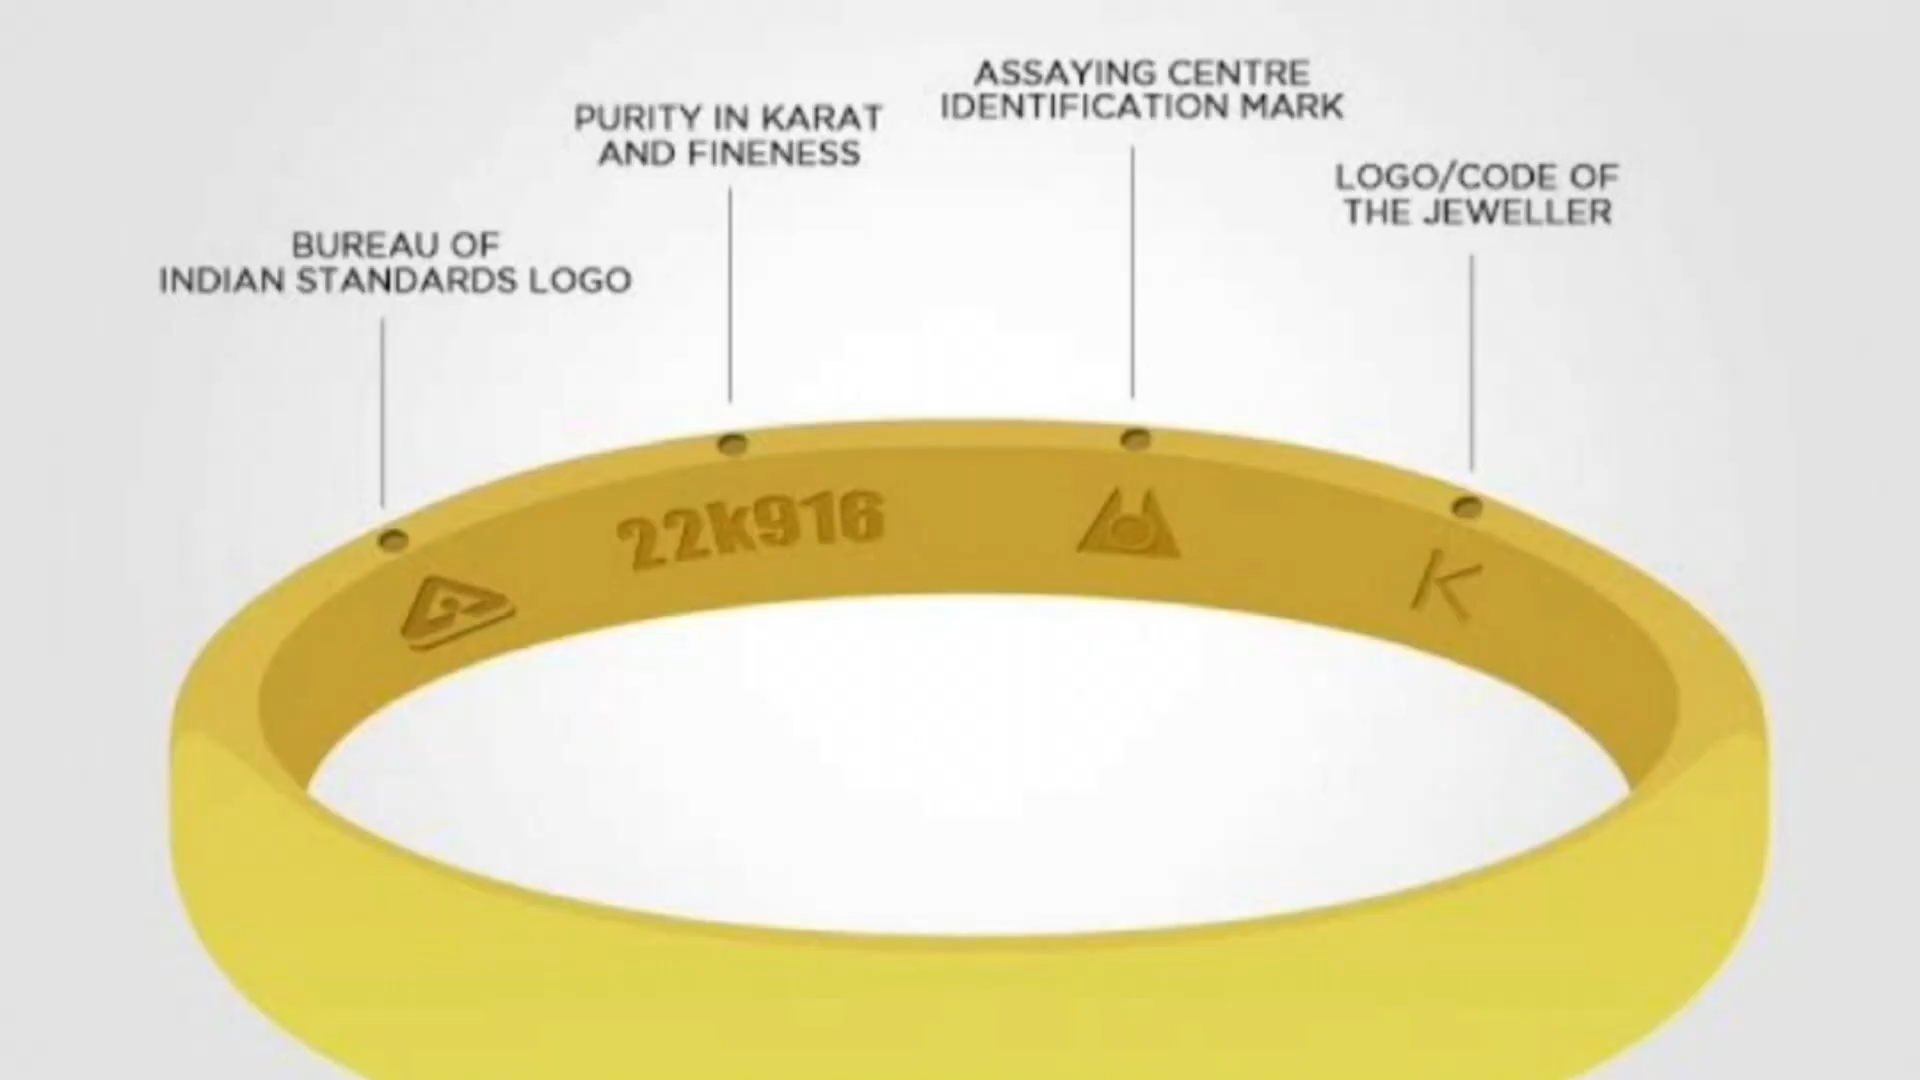 BUREAU OF
INDIAN STANDARDS LOGO
PURITY IN KARAT
AND FINENESS
ASSAYING CENTRE
IDENTIFICATION MARK
LOGO/CODE OF
THE JEWELLER
22k916
K